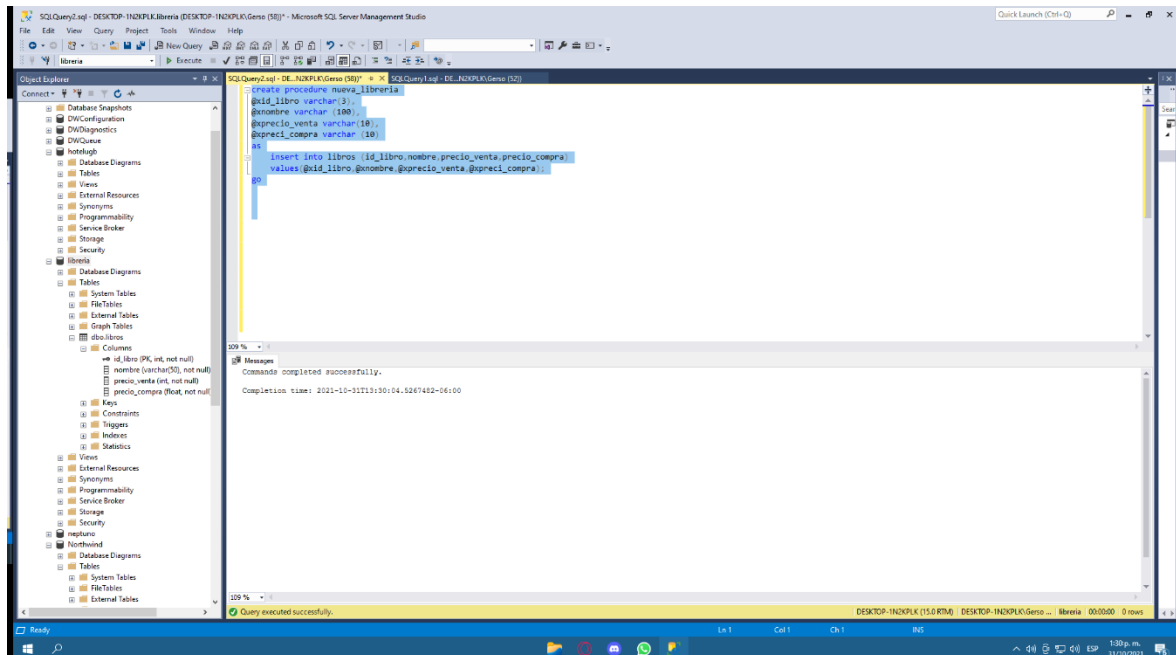 SQLQuery2.sql - DESKTOP-1N2KPLK.libreria (DESKTOP-1N2KPLK\Gerso (58))* - Microsoft SQL Server Management Studio
Quick Launch (Ctrl+Q)
File Edit View Query Project Tools Window Help
New Query
libreria
Execute
Object Explorer
SQLQuery2.sql - DE...N2KPLK\Gerso (58))*
SQLQuery1.sql - DE...N2KPLK\Gerso (52))
Connect
Database Snapshots
DWConfiguration
DWDiagnostics
DWQueue
hotelugb
Database Diagrams
Tables
Views
External Resources
Synonyms
Programmability
Service Broker
Storage
Security
libreria
Database Diagrams
Tables
System Tables
FileTables
External Tables
Graph Tables
dbo.libros
Columns
id_libro (PK, int, not null)
nombre (varchar(50), not null)
precio_venta (int, not null)
precio_compra (float, not null)
Keys
Constraints
Triggers
Indexes
Statistics
Views
External Resources
Synonyms
Programmability
Service Broker
Storage
Security
neptuno
Northwind
Database Diagrams
Tables
System Tables
FileTables
External Tables
create procedure nueva_libreria
@xid_libro varchar(3),
@xnombre varchar (100),
@xprecio_venta varchar(10),
@xpreci_compra varchar (10)
as
insert into libros (id_libro,nombre,precio_venta,precio_compra)
values(@xid_libro,@xnombre,@xprecio_venta,@xpreci_compra);
go
Sear
109 %
Messages
Commands completed successfully.
Completion time: 2021-10-31T13:30:04.5267482-06:00
109 %
Query executed successfully.
DESKTOP-1N2KPLK (15.0 RTM) DESKTOP-1N2KPLK\Gerso ... libreria 00:00:00 0 rows
Ready
Ln 1 Col 1 Ch 1 INS
ESP
1:30 p. m.
31/10/2021